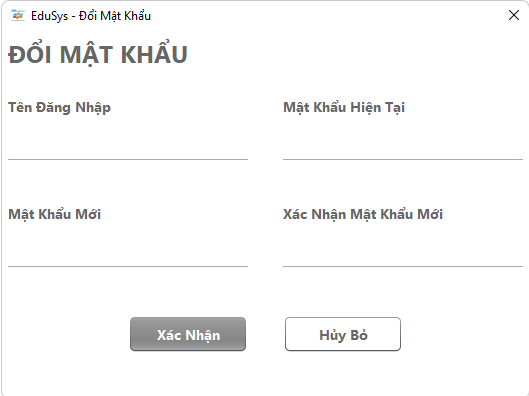 EduSys - Đổi Mật Khẩu
ĐỔI MẬT KHẨU
Tên Đăng Nhập
Mật Khẩu Hiện Tại
Mật Khẩu Mới
Xác Nhận Mật Khẩu Mới
Xác Nhận
Hủy Bỏ